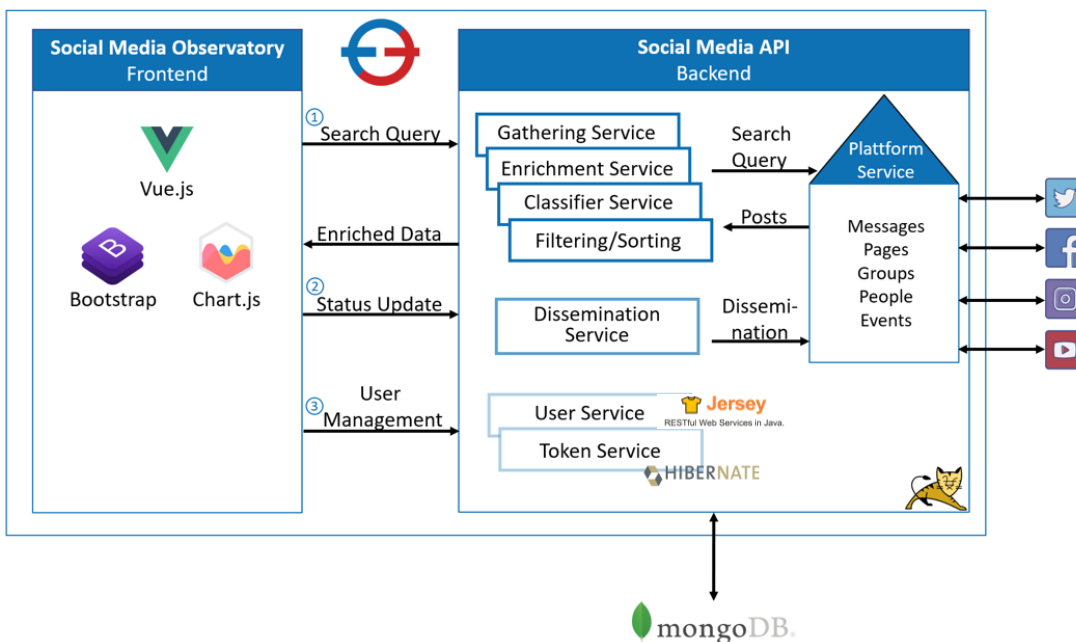 Social Media Observatory
Frontend
Social Media API
Backend
Vue.js
B
Bootstrap
Chart.js
1
Search Query
Enriched Data
2
Status Update
3
User
Management
Gathering Service
Enrichment Service
Classifier Service
Filtering/Sorting
Search
Query
Posts
Dissemination
Service
Dissemi-
nation
Plattform
Service
Messages
Pages
Groups
People
Events
User Service
Jersey
RESTful Web Services in Java.
Token Service
HIBERNATE
mongoDB.